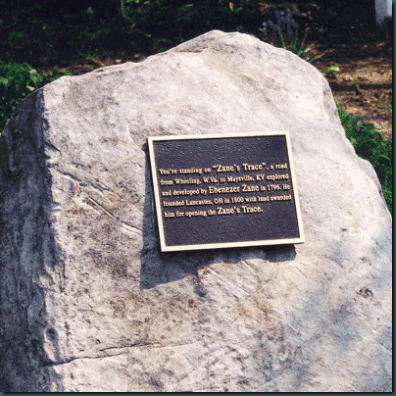 You're standing on "Zane's Trace", a road
from Wheeling, W.Va. to Maysville, KY explored
and developed by Ebenezer Zane in 1796. He
founded Lancaster, OH in 1800 with land awarded
him for opening the Zane's Trace.